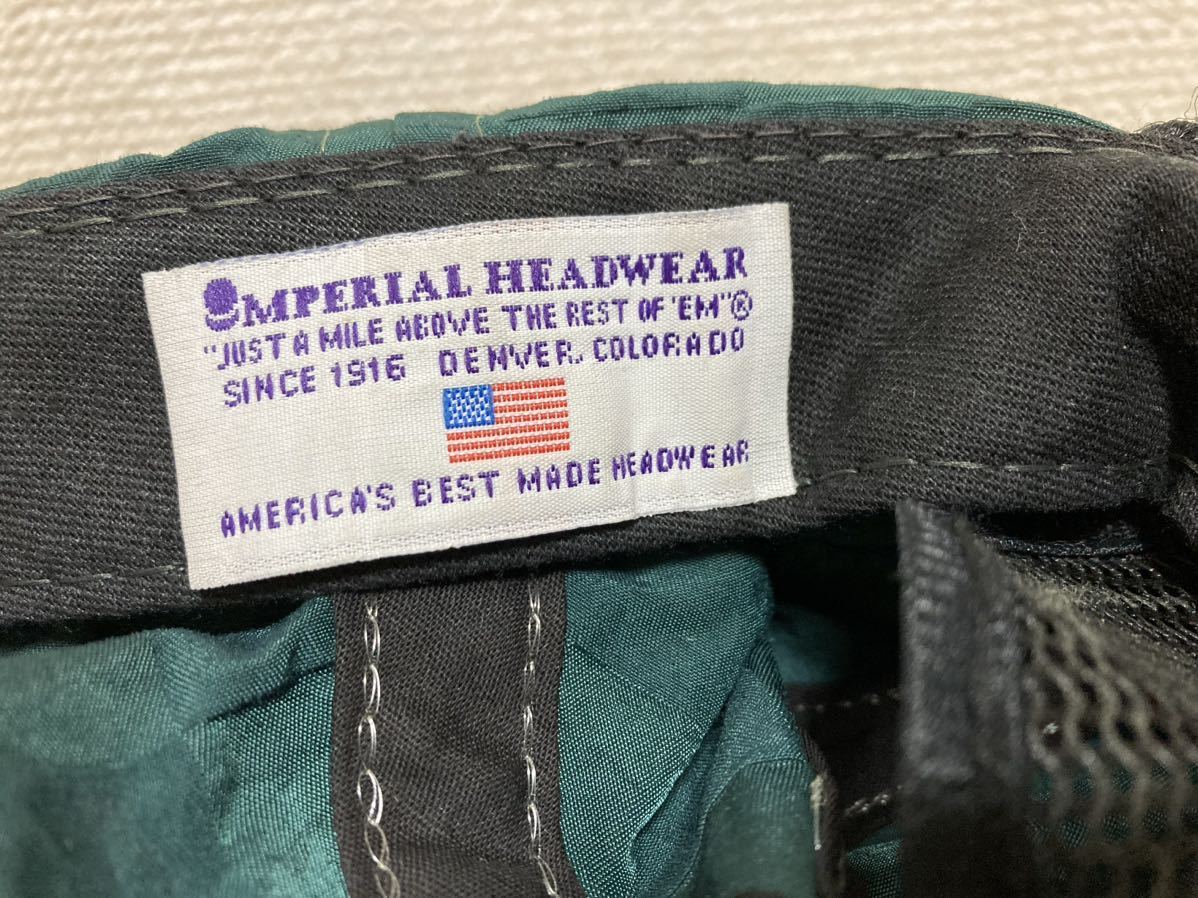 IMPERIAL HEADWEAR
"JUST A MILE ABOVE THE REST OF 'EM"®
SINCE 1916 DENVER, COLORADO
AMERICA'S BEST MADE HEADWEAR